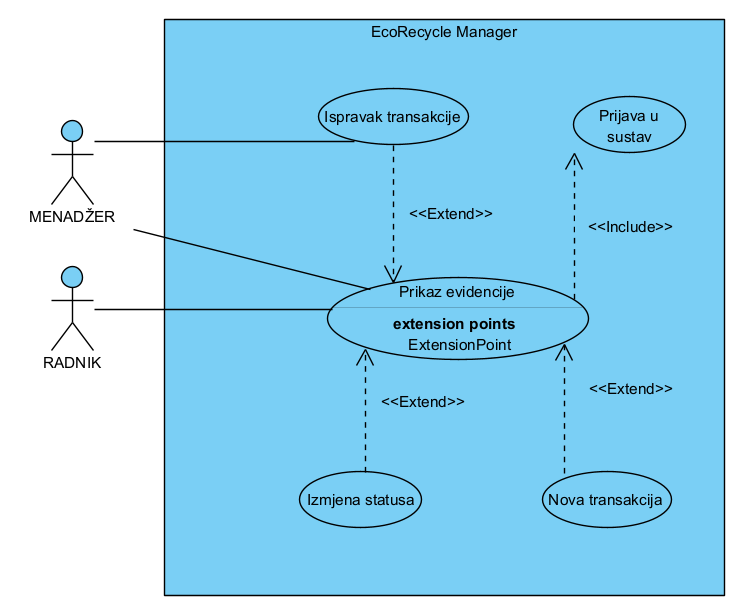 EcoRecycle Manager
Ispravak transakcije
Prijava u
sustav
MENADŽER
<<Extend>>
<<Include>>
Prikaz evidencije
extension points
ExtensionPoint
RADNIK
<<Extend>>
<<Extend>>
Izmjena statusa
Nova transakcija